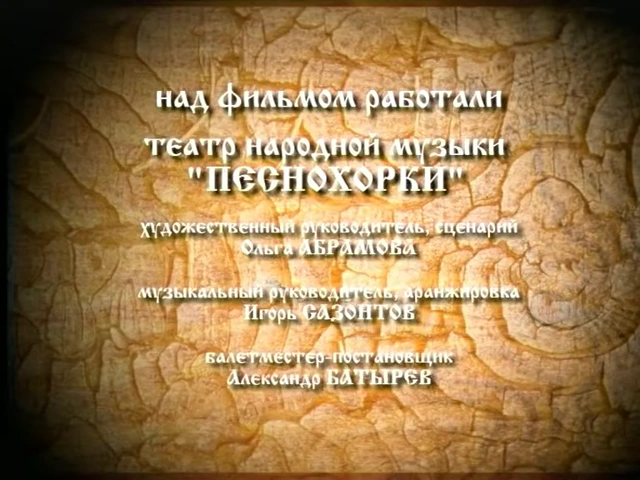 над фильмом работали
театр народной музыки
"ПЕСНОХОРКИ"
художественный руководитель, сценарий
Ольга АБРАМОВА
музыкальный руководитель, аранжировка
Игорь САЗОНТОВ
балетместер-постановщик
Александр БАТЫРЕВ